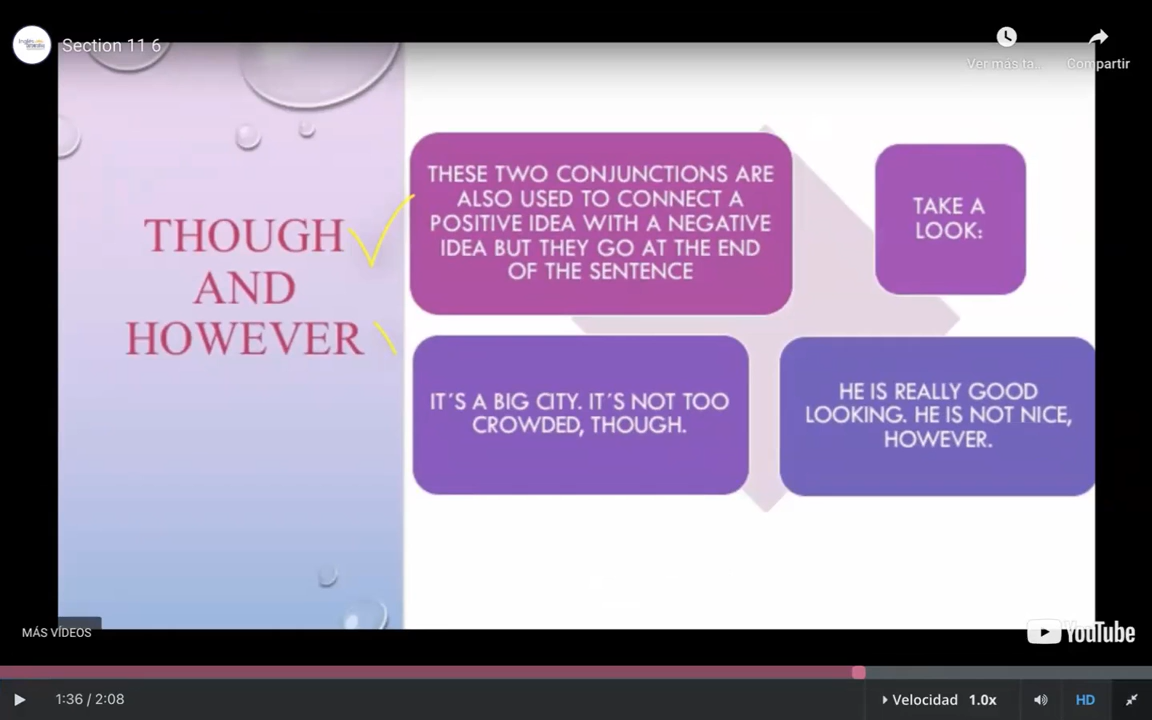 Section 11 6
Ver más ta...
Compartir
THOUGH
AND
HOWEVER
THESE TWO CONJUNCTIONS ARE
ALSO USED TO CONNECT A
POSITIVE IDEA WITH A NEGATIVE
IDEA BUT THEY GO AT THE END
OF THE SENTENCE
TAKE A
LOOK:
IT´S A BIG CITY. IT´S NOT TOO
CROWDED, THOUGH.
HE IS REALLY GOOD
LOOKING. HE IS NOT NICE,
HOWEVER.
MÁS VÍDEOS
YouTube
1:36 / 2:08
Velocidad 1.0x
HD